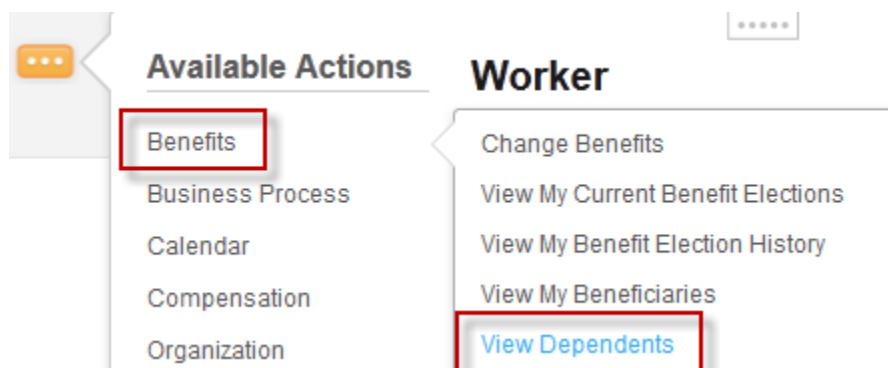 Available Actions
Benefits
Business Process
Calendar
Compensation
Organization
Worker
Change Benefits
View My Current Benefit Elections
View My Benefit Election History
View My Beneficiaries
View Dependents